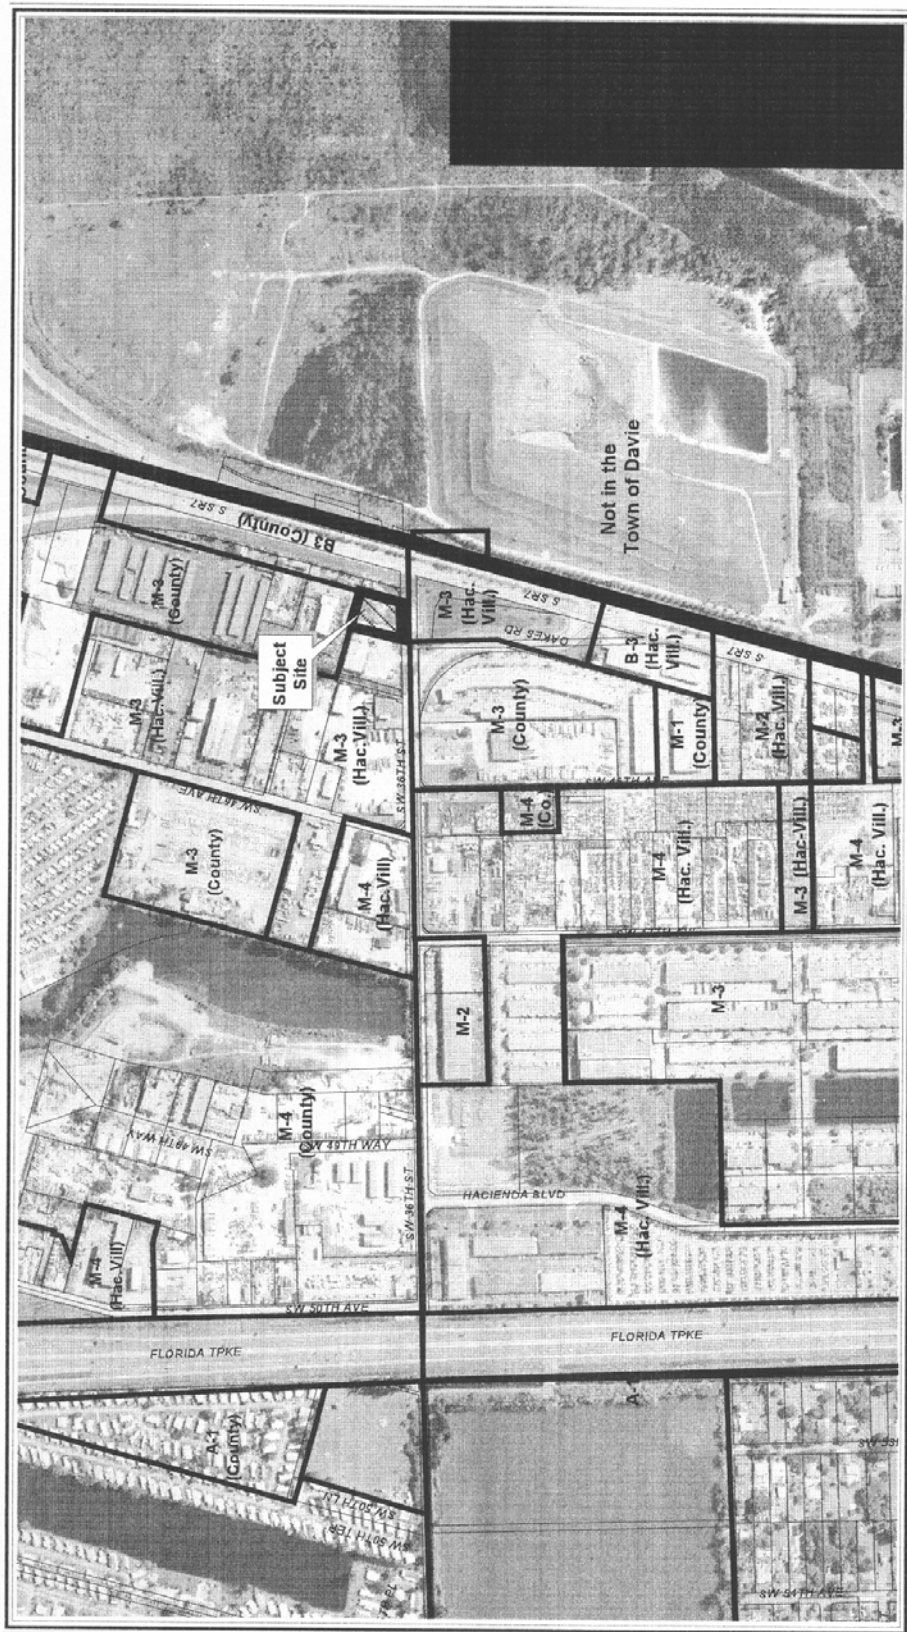 Not in the
Town of Davie
S SR7
B3 (County)
M-3
(County)
Subject
Site
M-3
(Hac. Vill.)
M-3
(Hac. Vill.)
SW 36TH ST
SW 46TH AVE
M-3
(County)
M-4
(Hac. Vill)
M-3
(Hac.
Vill.)
S SR7
OAKES RD
B-3
(Hac.
Vill.)
S SR7
M-3
(County)
M-1
(County
M-2
(Hac. Vill.)
M-3
M-4
(Co.)
M-4
(Hac. Vill.)
M-3 (Hac-Vill.)
M-4
(Hac. Vill.)
M-2
M-3
SW 49TH WAY
M-4
(County)
SW 49TH WAY
SW 36TH ST
HACIENDA BLVD
M-4
(Hac. Vill.)
M-4
(Hac.Vill)
SW 50TH AVE
FLORIDA TPKE
FLORIDA TPKE
A-1
A-1
(County)
SW 50TH LN
SW 50TH TER
SW 54TH AVE